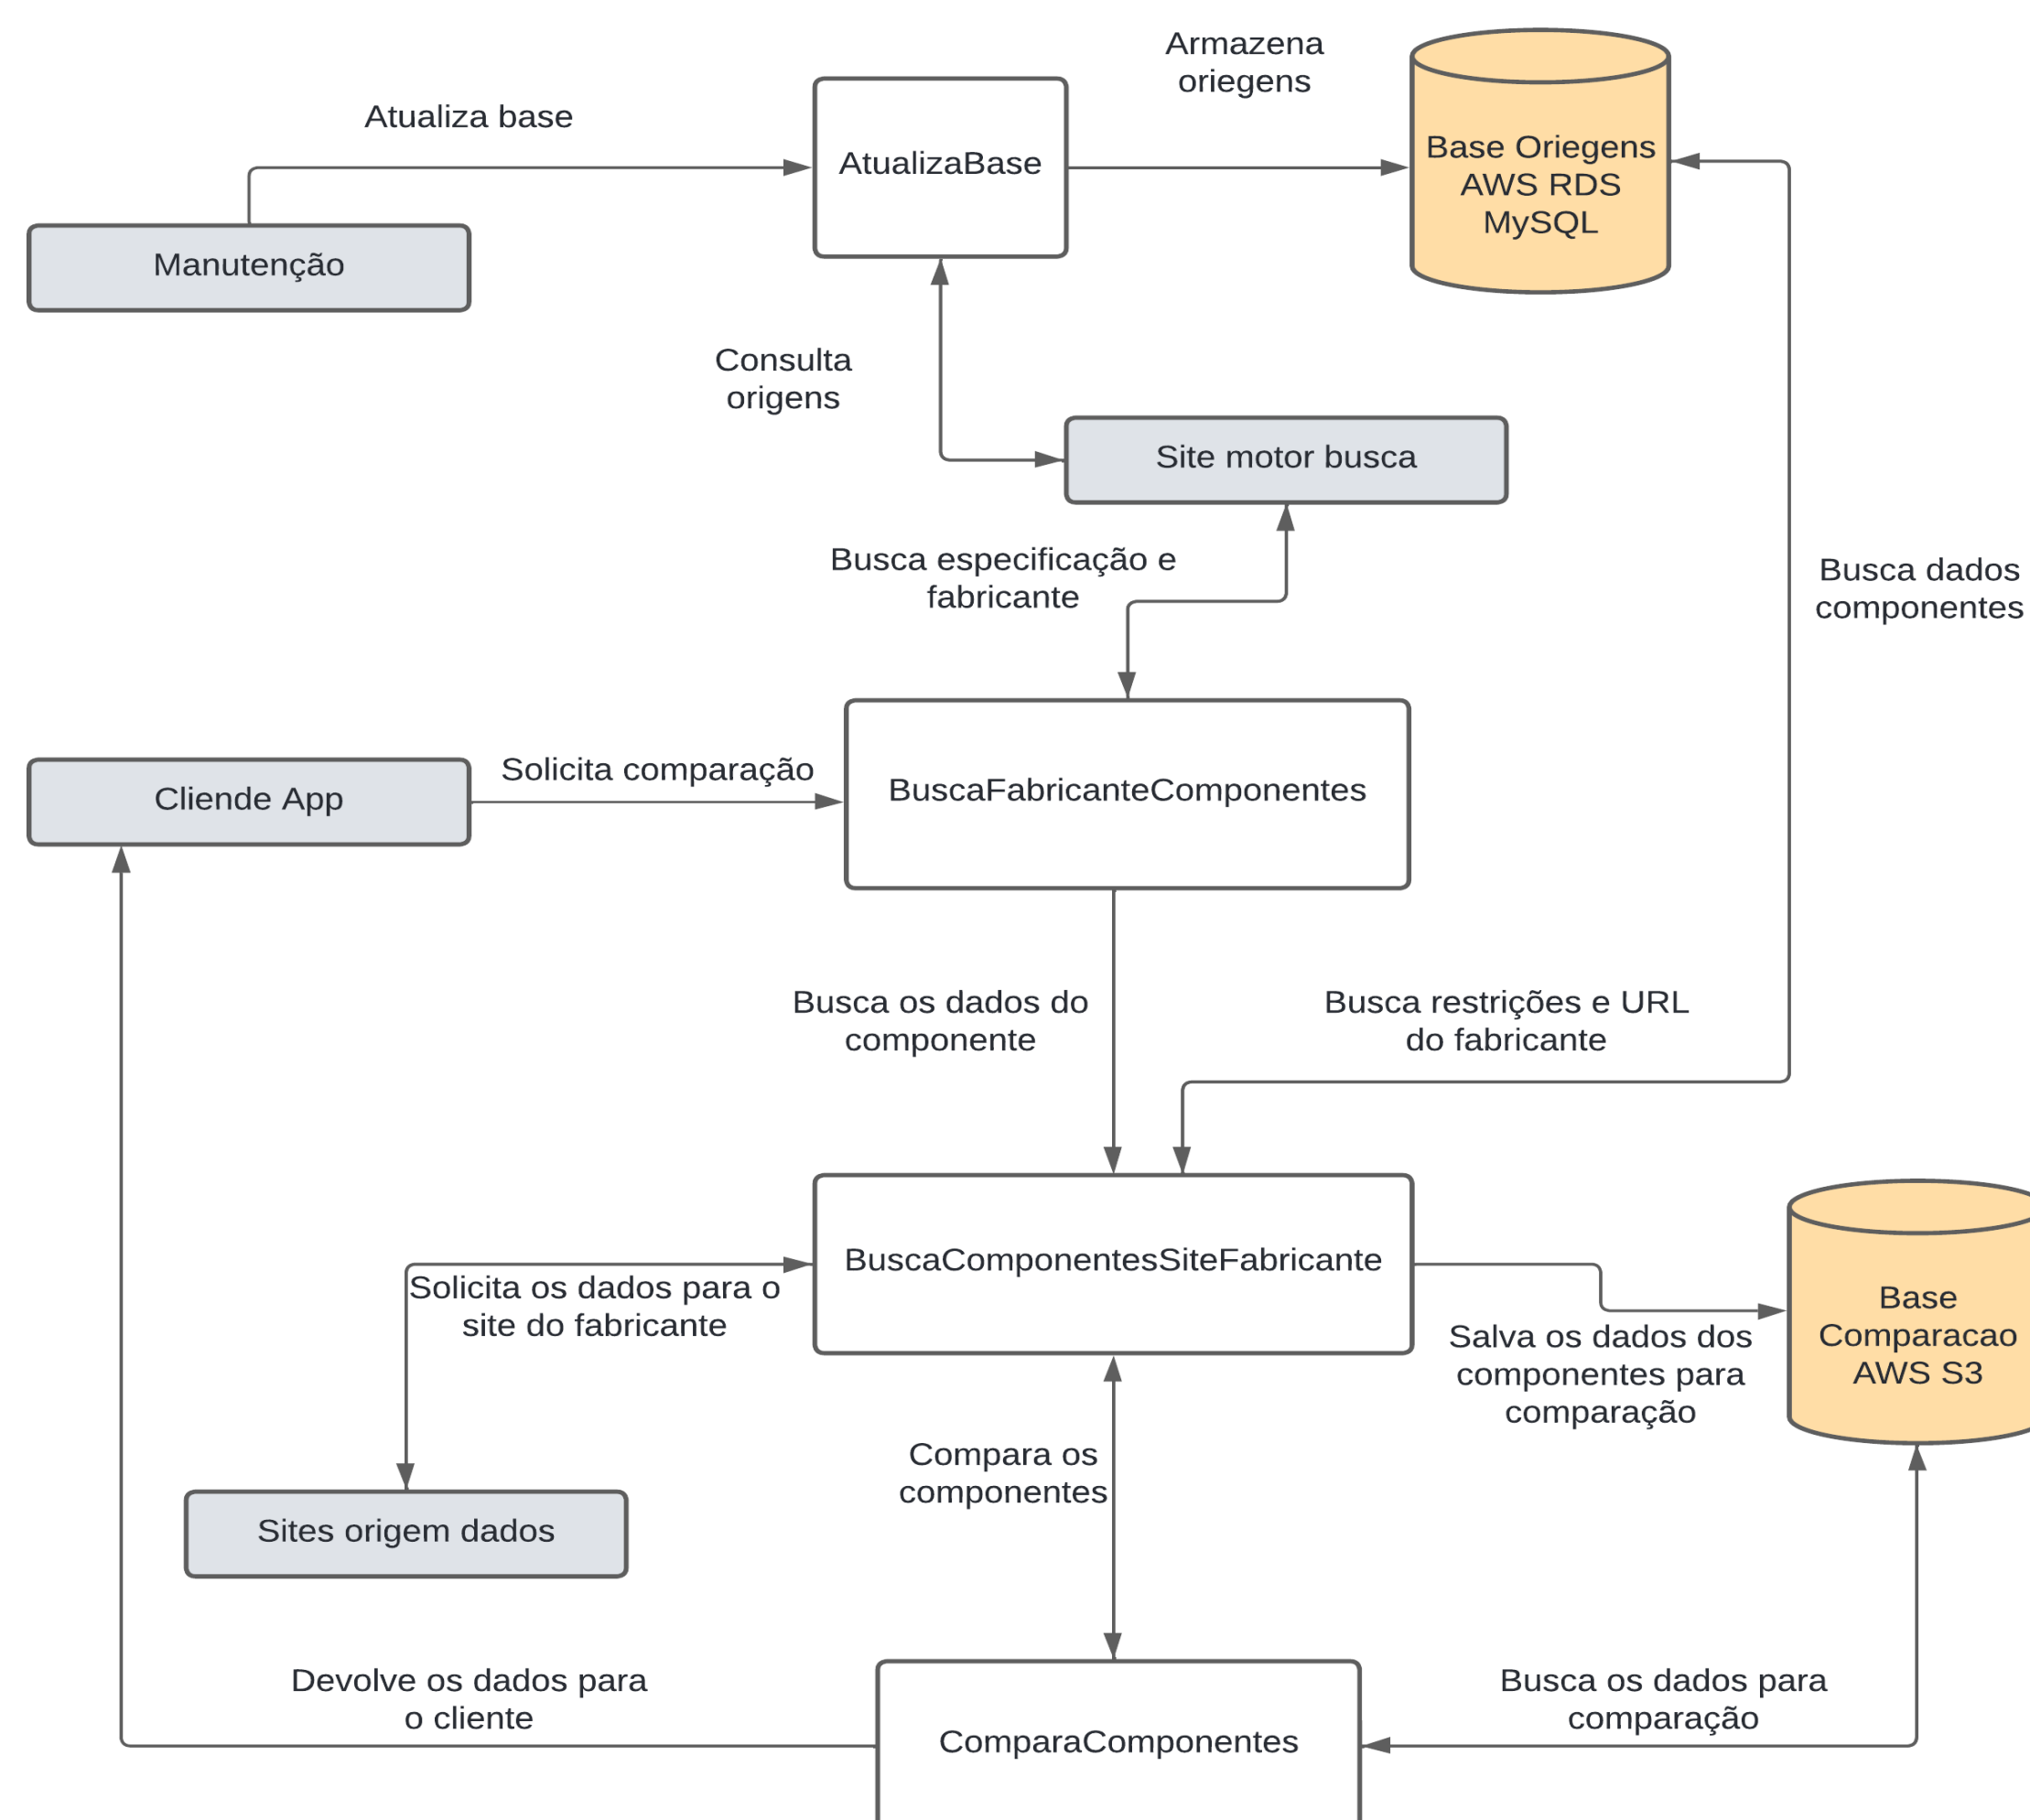 Armazena
oriegens
Atualiza base
AtualizaBase
Base Oriegens
AWS RDS
MySQL
Manutenção
Consulta
origens
Site motor busca
Busca especificação e
fabricante
Busca dados
componentes
Solicita comparação
Cliende App
BuscaFabricanteComponentes
Busca os dados do
componente
Busca restrições e URL
do fabricante
BuscaComponentesSiteFabricante
Solicita os dados para o
site do fabricante
Base
Comparacao
AWS S3
Salva os dados dos
componentes para
comparação
Compara os
componentes
Sites origem dados
Devolve os dados para
o cliente
Busca os dados para
comparação
ComparaComponentes